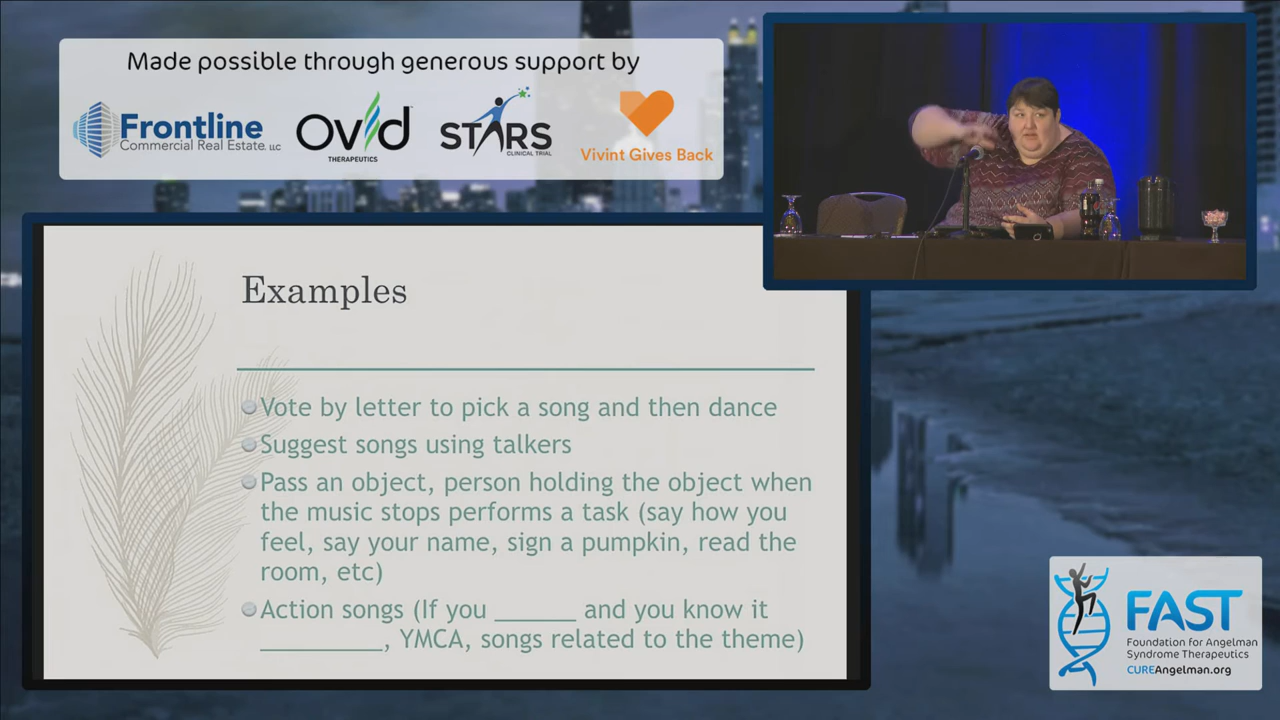 Made possible through generous support by
Frontline
Commercial Real Estate, LLC
OVID
THERAPEUTICS
STARS
CLINICAL TRIAL
Vivint Gives Back
Examples
Vote by letter to pick a song and then dance
Suggest songs using talkers
Pass an object, person holding the object when
the music stops performs a task (say how you
feel, say your name, sign a pumpkin, read the
room, etc)
Action songs (If you ______ and you know it
_________, YMCA, songs related to the theme)
FAST
Foundation for Angelman
Syndrome Therapeutics
CUREAngelman.org